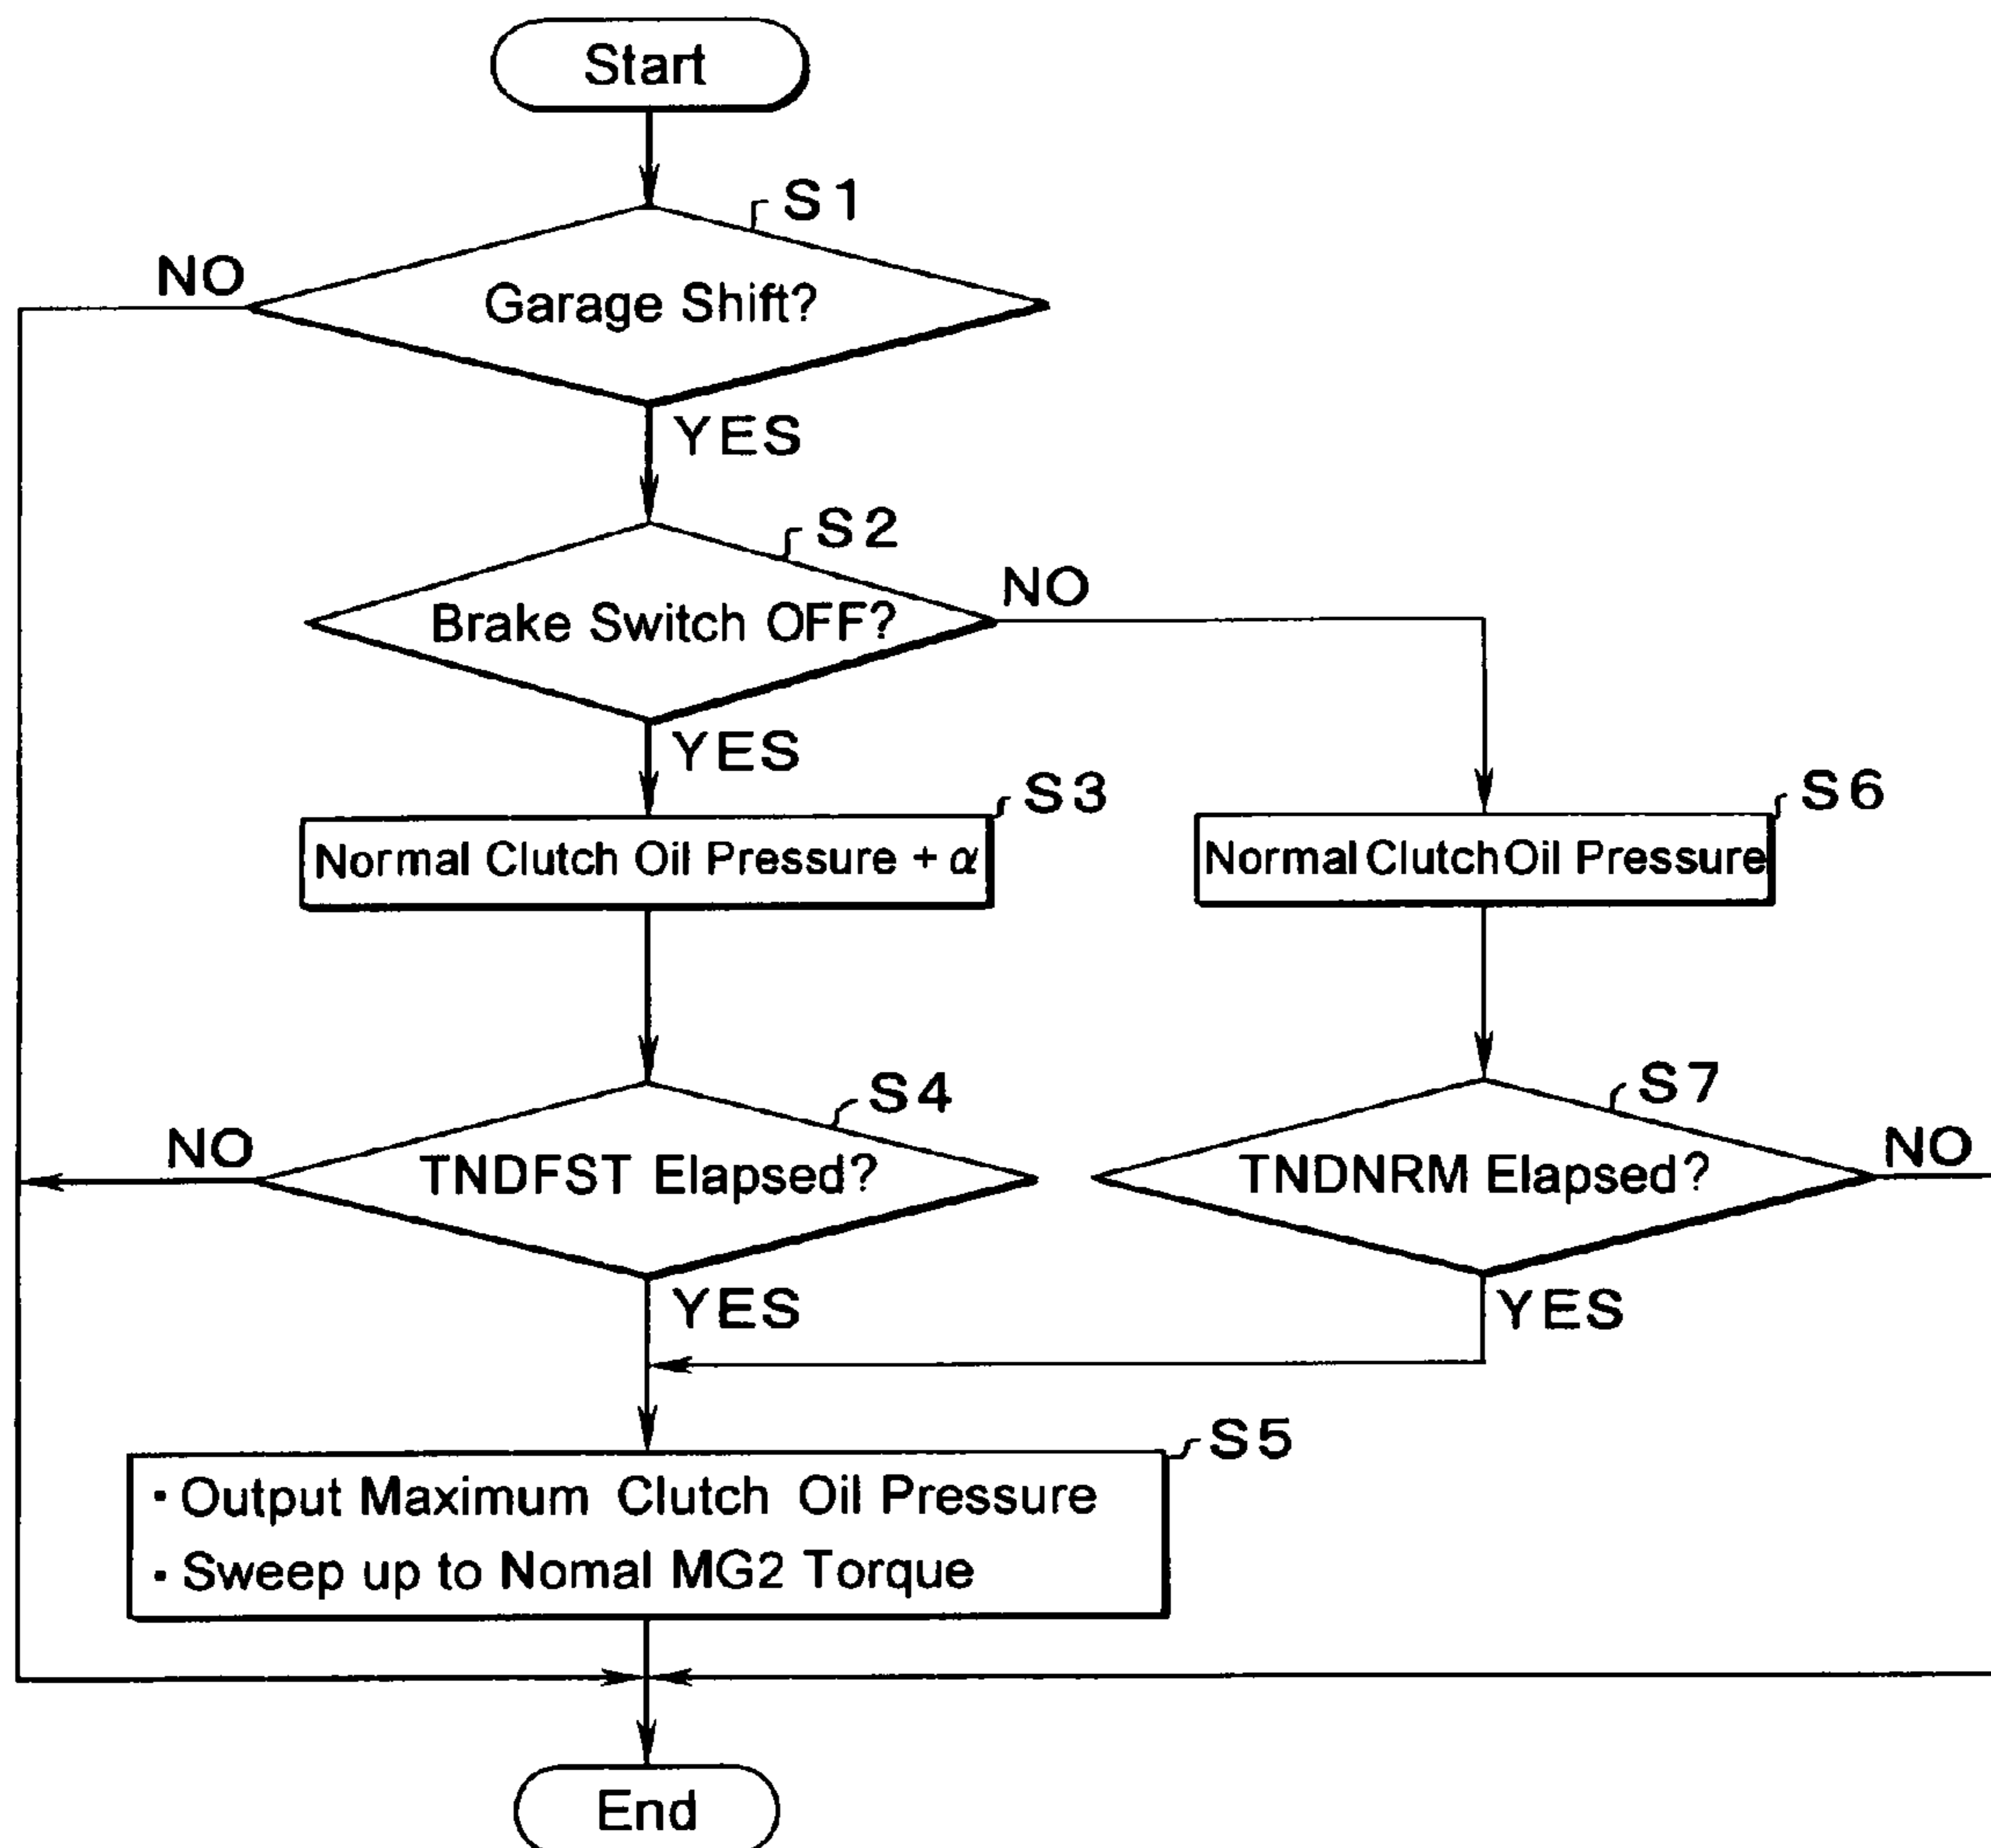 Start
S1
NO
Garage Shift?
YES
S2
NO
Brake Switch OFF?
YES
S3
S6
Normal Clutch Oil Pressure + α
Normal Clutch Oil Pressure
S4
S7
NO
TNDFST Elapsed?
TNDNRM Elapsed?
NO
YES
YES
S5
· Output Maximum Clutch Oil Pressure
· Sweep up to Nomal MG2 Torque
End